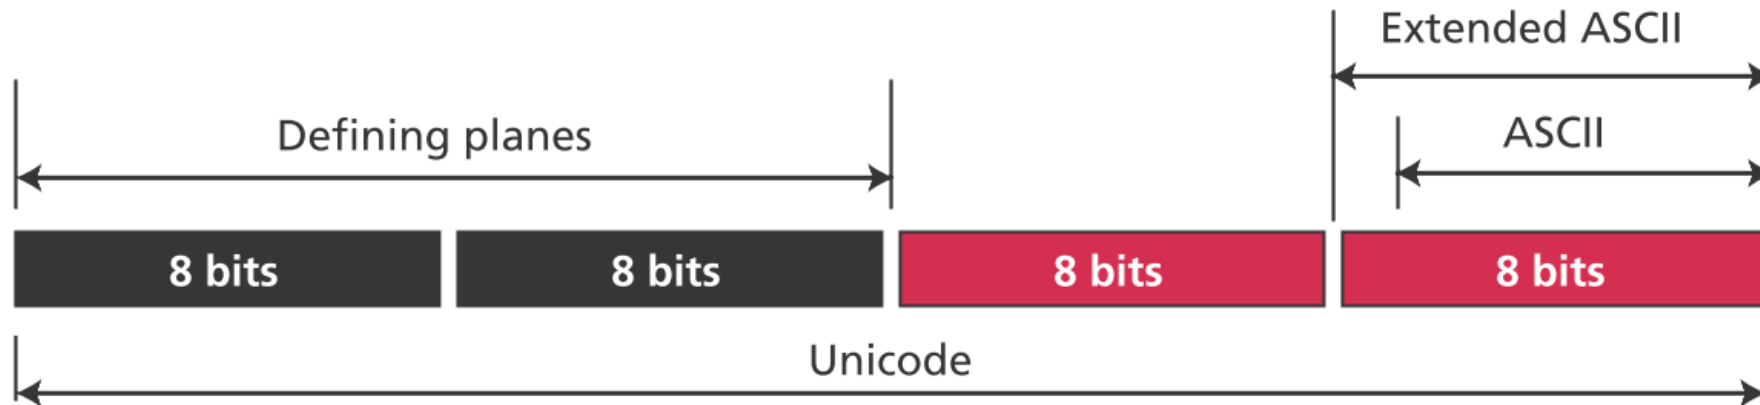 Extended ASCII
Defining planes
ASCII
8 bits 8 bits 8 bits 8 bits
Unicode